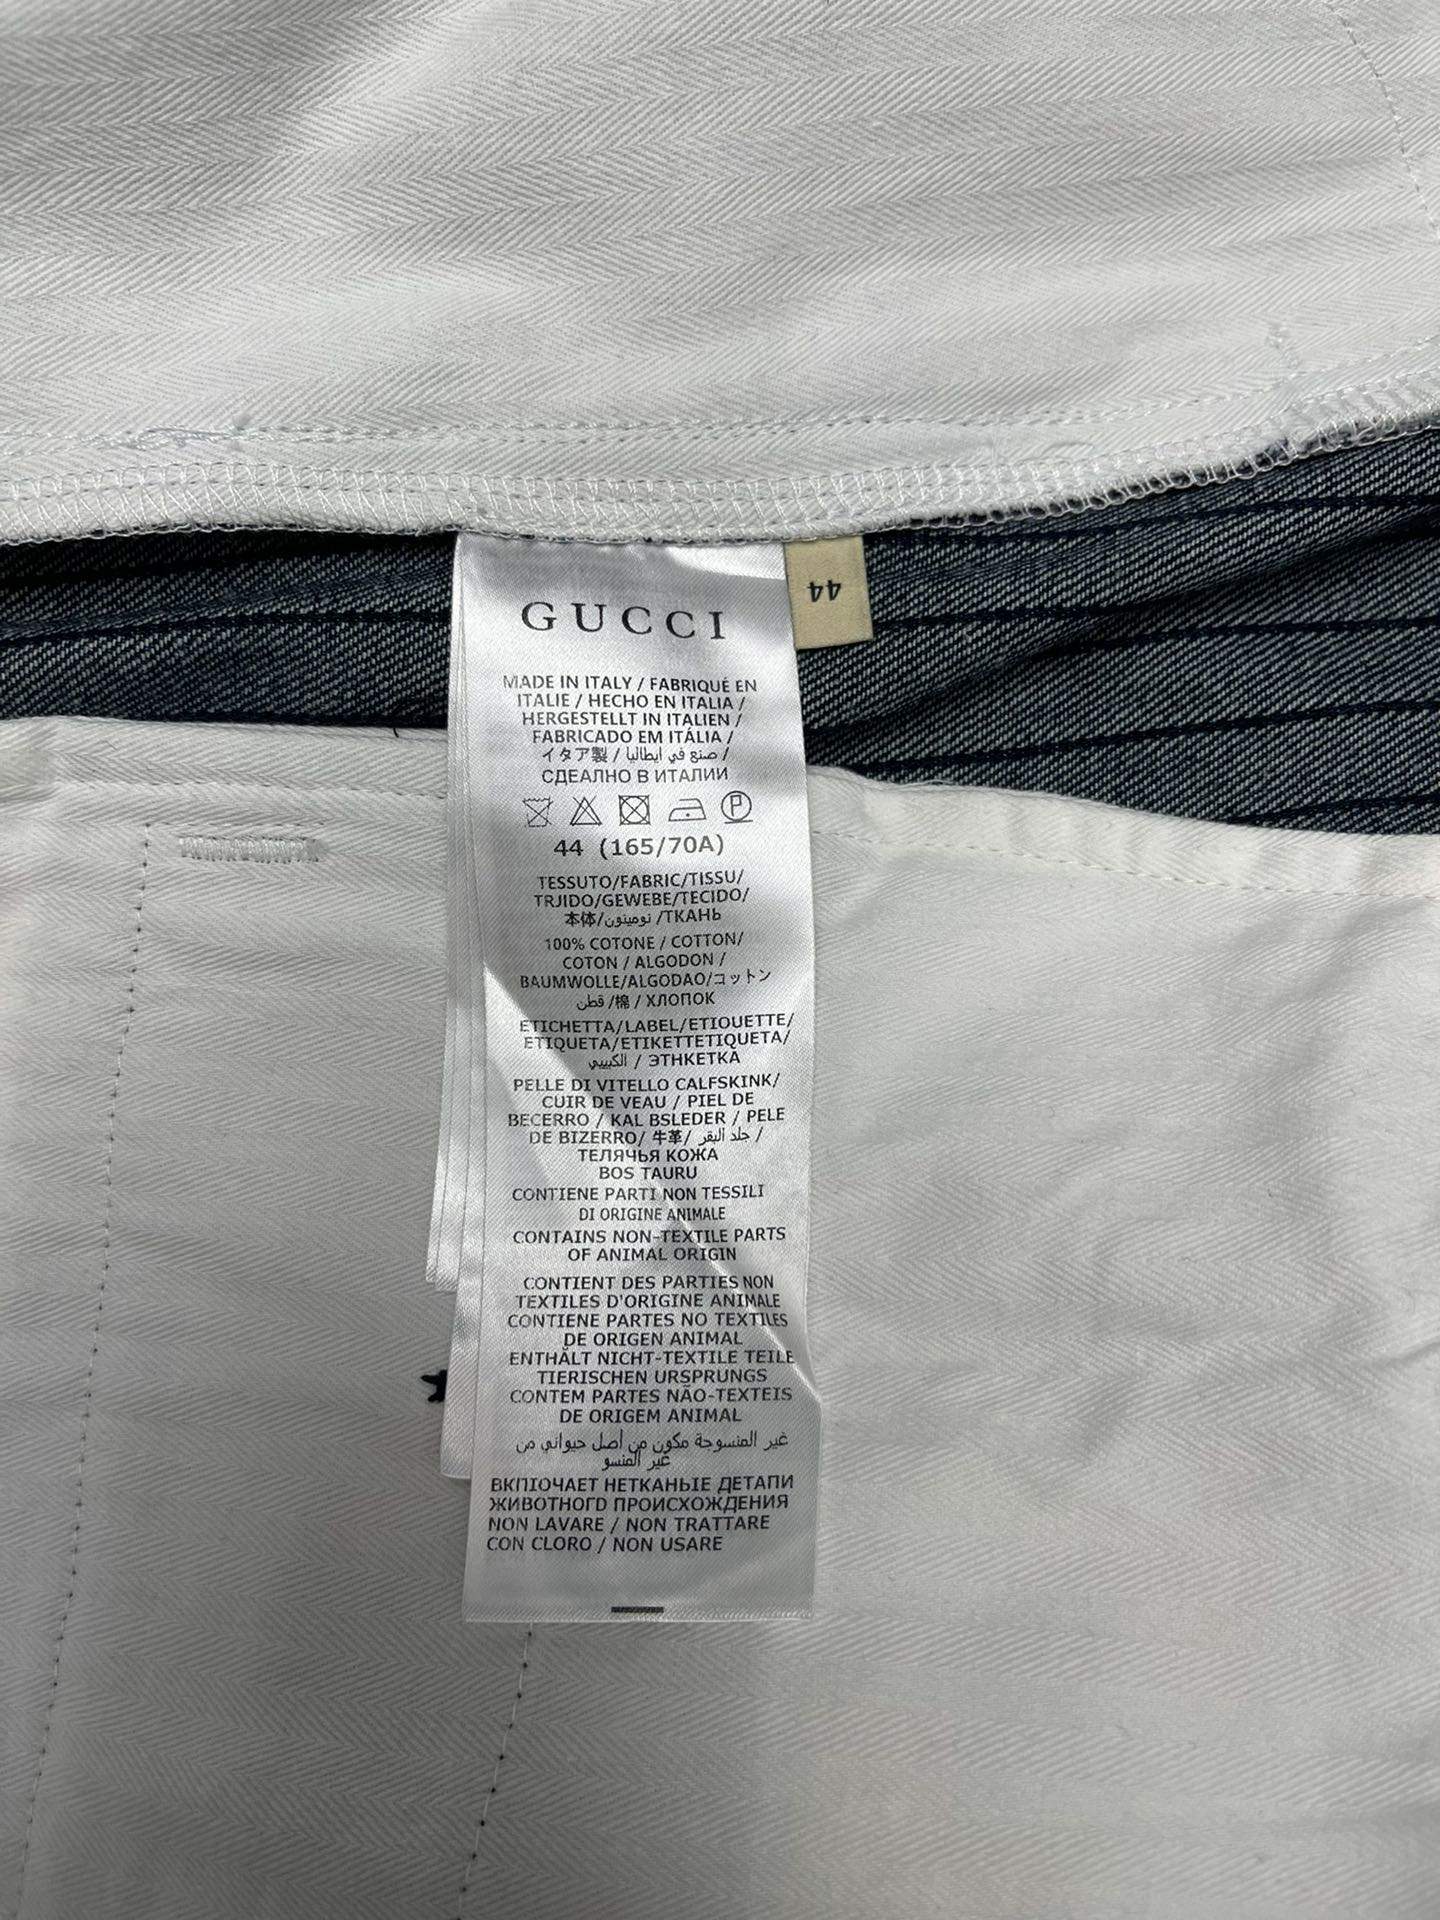 GUCCI
44
MADE IN ITALY / FABRIQUÉ EN
ITALIE / HECHO EN ITALIA /
HERGESTELLT IN ITALIEN /
FABRICADO EM ITÁLIA /
イタア製 / صنع في ايطاليا /
СДЕАЛНО В ИТАЛИИ
P
44 (165/70A)
TESSUTO/FABRIC/TISSU/
TRJIDO/GEWEBE/TECIDO/
本体/نومينون /ТКАНЬ
100% COTONE / COTTON/
COTON / ALGODON /
BAUMWOLLE/ALGODAO/コットン
قطن /棉 / ХЛОПОК
ETICHETTA/LABEL/ETIOUETTE/
ETIQUETA/ETIKETTETIQUETA/
/ ЭТНКЕТКА
PELLE DI VITELLO CALFSKINK/
CUIR DE VEAU / PIEL DE
BECERRO / KAL BSLEDER / PELE
DE BIZERRO/ 牛革/ جلد البقر /
ТЕЛЯЧЬЯ КОЖА
BOS TAURU
CONTIENE PARTI NON TESSILI
DI ORIGINE ANIMALE
CONTAINS NON-TEXTILE PARTS
OF ANIMAL ORIGIN
CONTIENT DES PARTIES NON
TEXTILES D'ORIGINE ANIMALE
CONTIENE PARTES NO TEXTILES
DE ORIGEN ANIMAL
ENTHĂLT NICHT-TEXTILE TEILE
TIERISCHEN URSPRUNGS
CONTEM PARTES NÃO-TEXTEIS
DE ORIGEM ANIMAL
غير المنسوجة مكون من أصل حيواني من
غير المنسو
ВКПІОЧАЕТ НЕТКАНЫЕ ДЕТАПИ
ЖИВОТНОГD ПРОИСХОЖДЕНИЯ
NON LAVARE / NON TRATTARE
CON CLORO / NON USARE